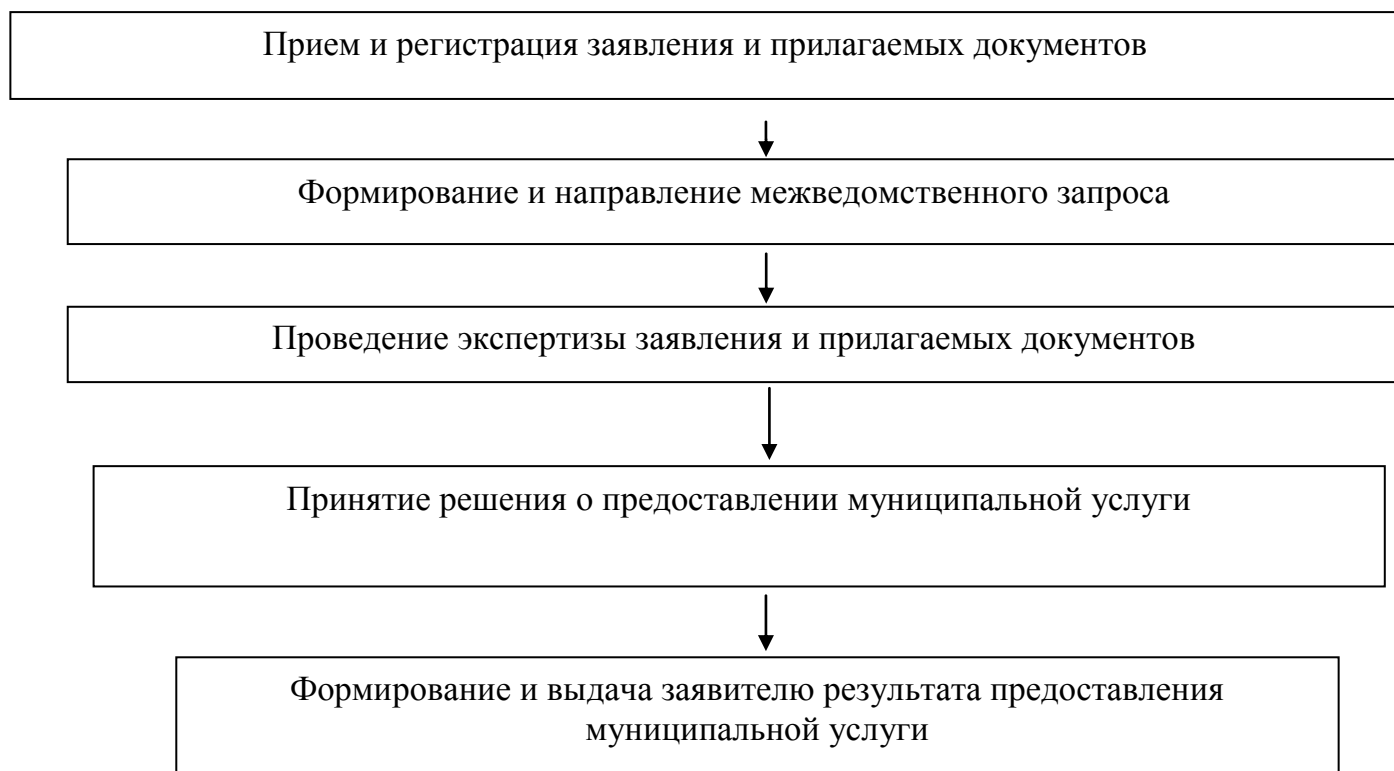 Прием и регистрация заявления и прилагаемых документов
Формирование и направление межведомственного запроса
Проведение экспертизы заявления и прилагаемых документов
Принятие решения о предоставлении муниципальной услуги
Формирование и выдача заявителю результата предоставления
муниципальной услуги